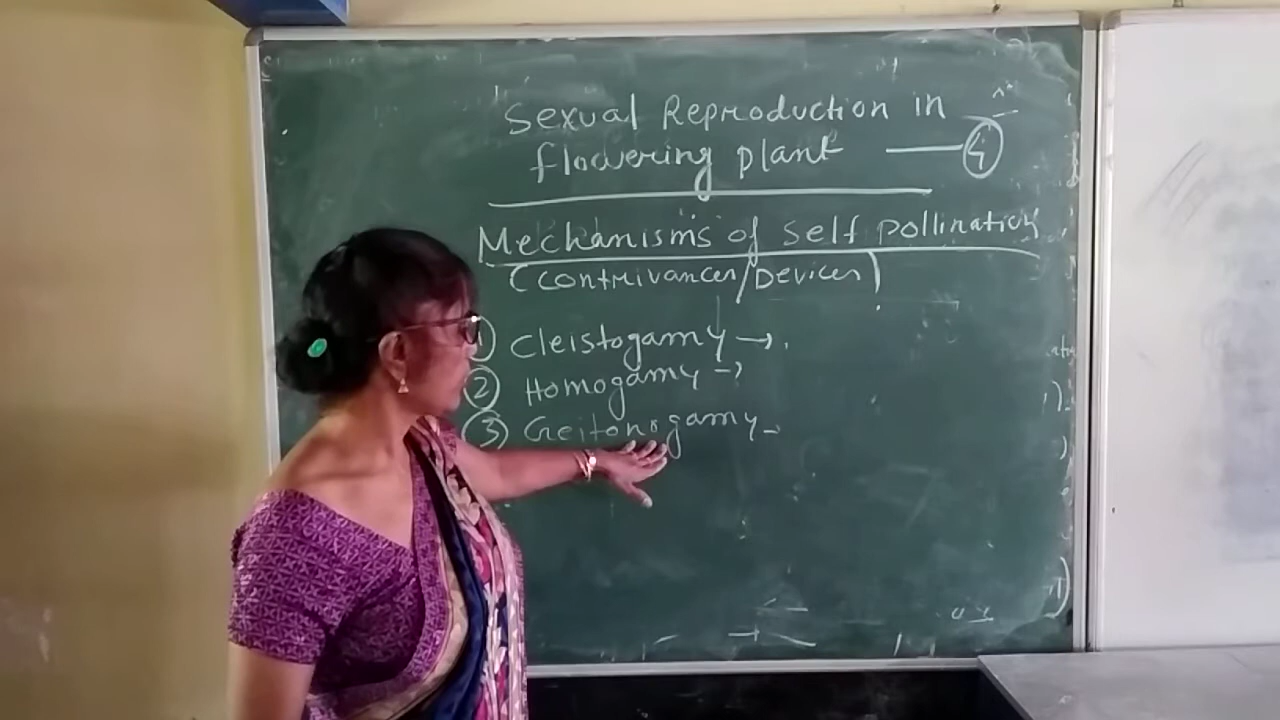 Sexual Reproduction in
flowering plant — 4
Mechanisms of self pollination
(Contrivances/Devices)
① Cleistogamy →
② Homogamy →
③ Geitonogamy -